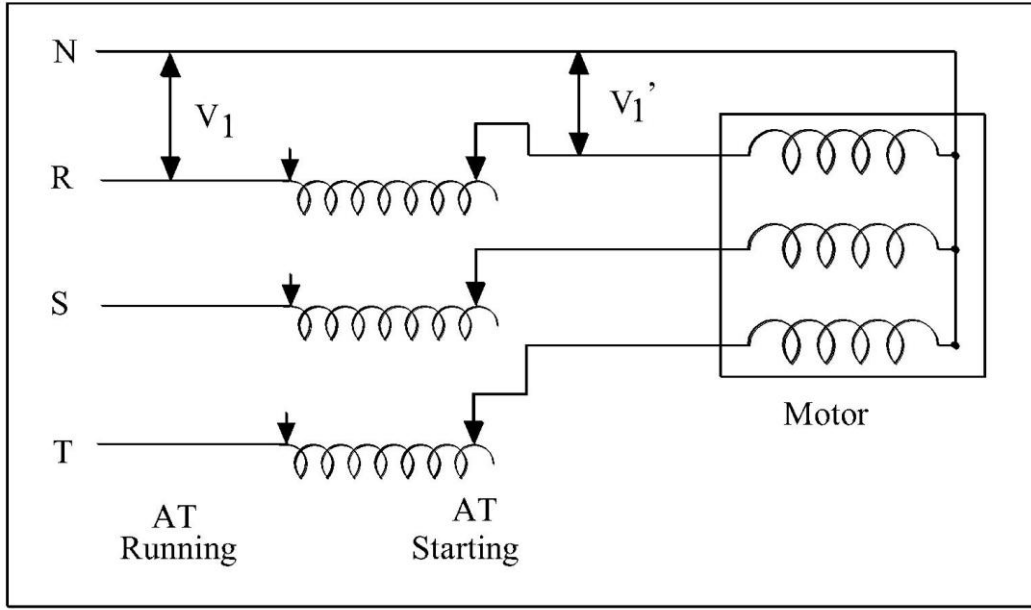 N
V1
V1’
R
S
T
Motor
AT
Running
AT
Starting